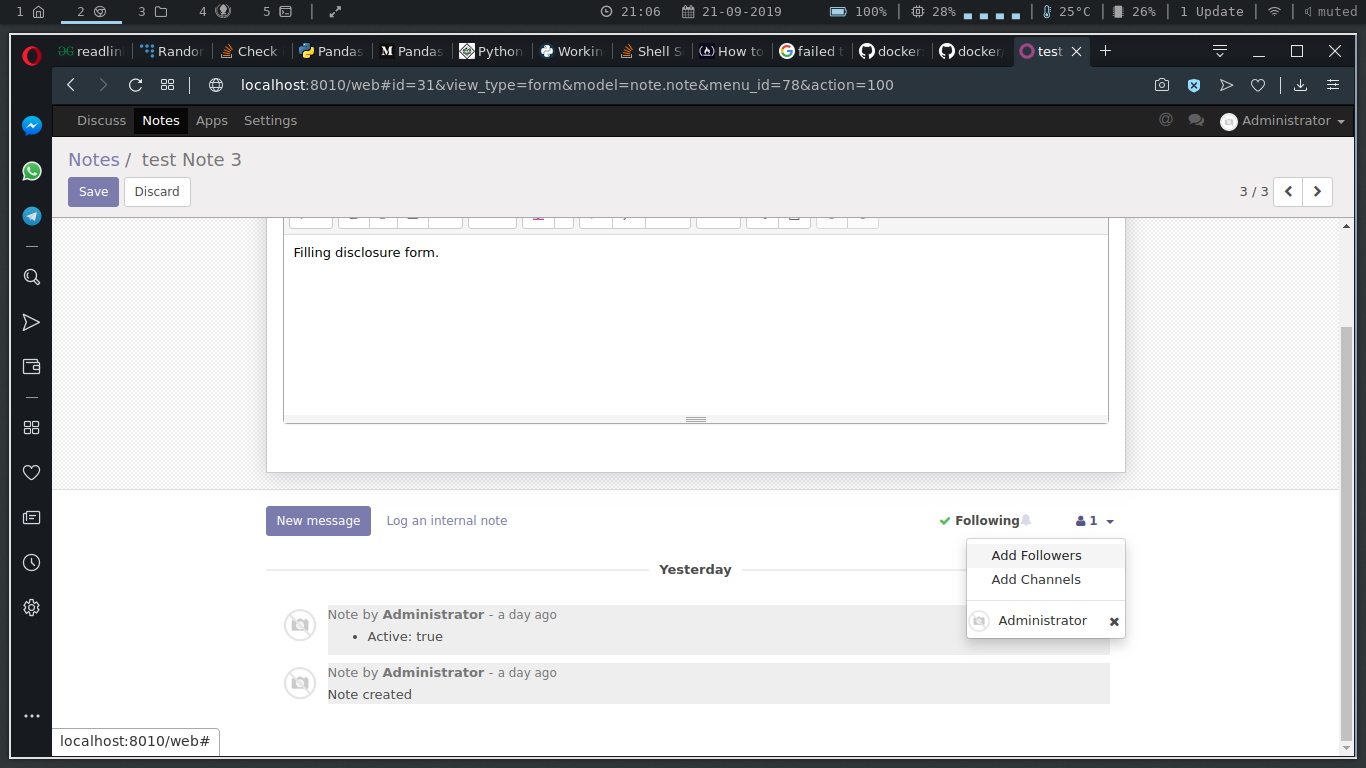 1 2 3 4 5 21:06 21-09-2019 100% 28% 25°C 26% 1 Update muted
readlin Randor Check Pandas Pandas Python Workin Shell S How to failed t docker docker test
localhost:8010/web#id=31&view_type=form&model=note.note&menu_id=78&action=100
Discuss Notes Apps Settings @ Administrator
Notes / test Note 3
Save Discard 3 / 3
Filling disclosure form.
New message Log an internal note Following 1
Add Followers
Yesterday
Add Channels
Note by Administrator - a day ago
Administrator
• Active: true
Note by Administrator - a day ago
Note created
localhost:8010/web#